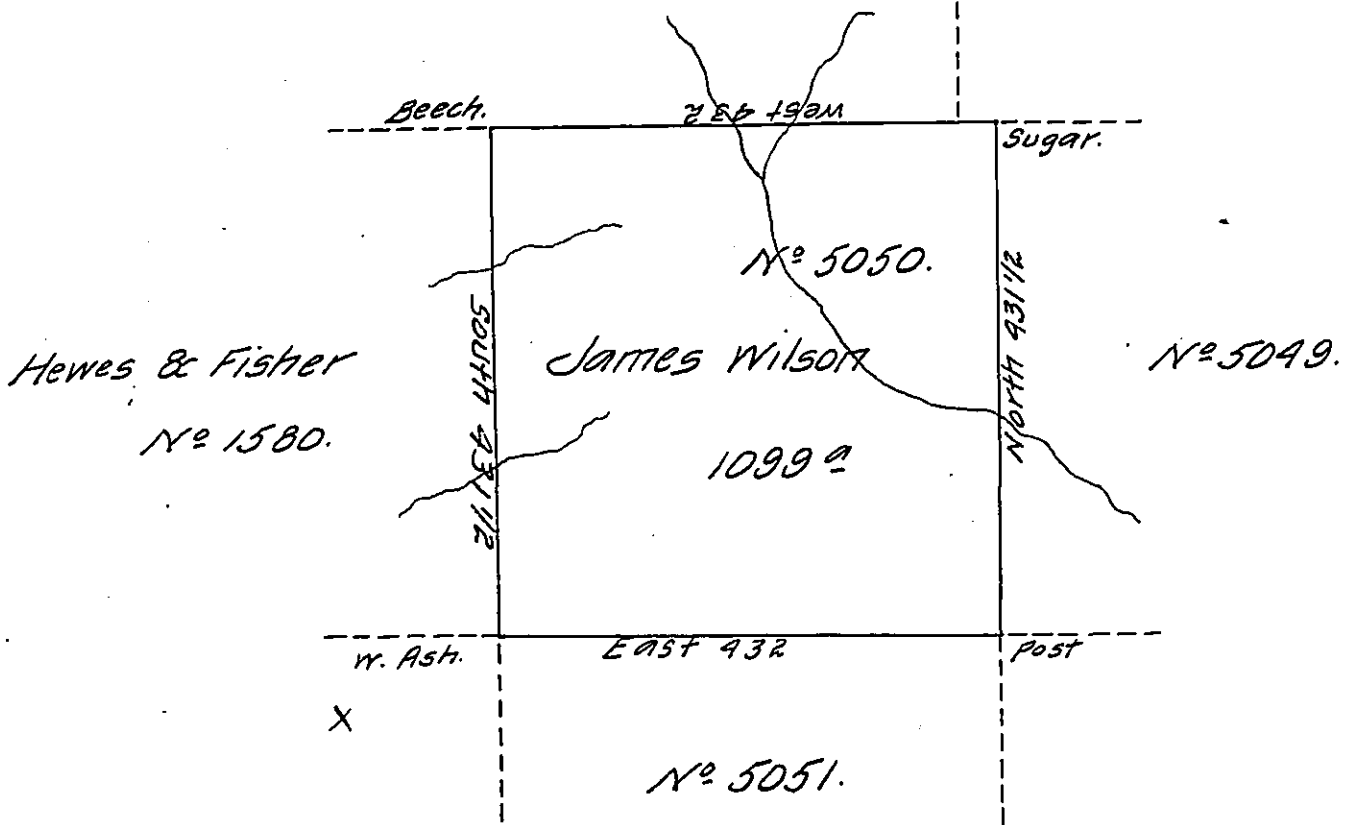 Beech.
West 432
Sugar.
Nº 5050.
South 431 1/2
North 431 1/2
Hewes & Fisher
James Wilson
Nº 5049.
Nº 1580.
1099 a
W. Ash.
East 432
Post
X
Nº 5051.